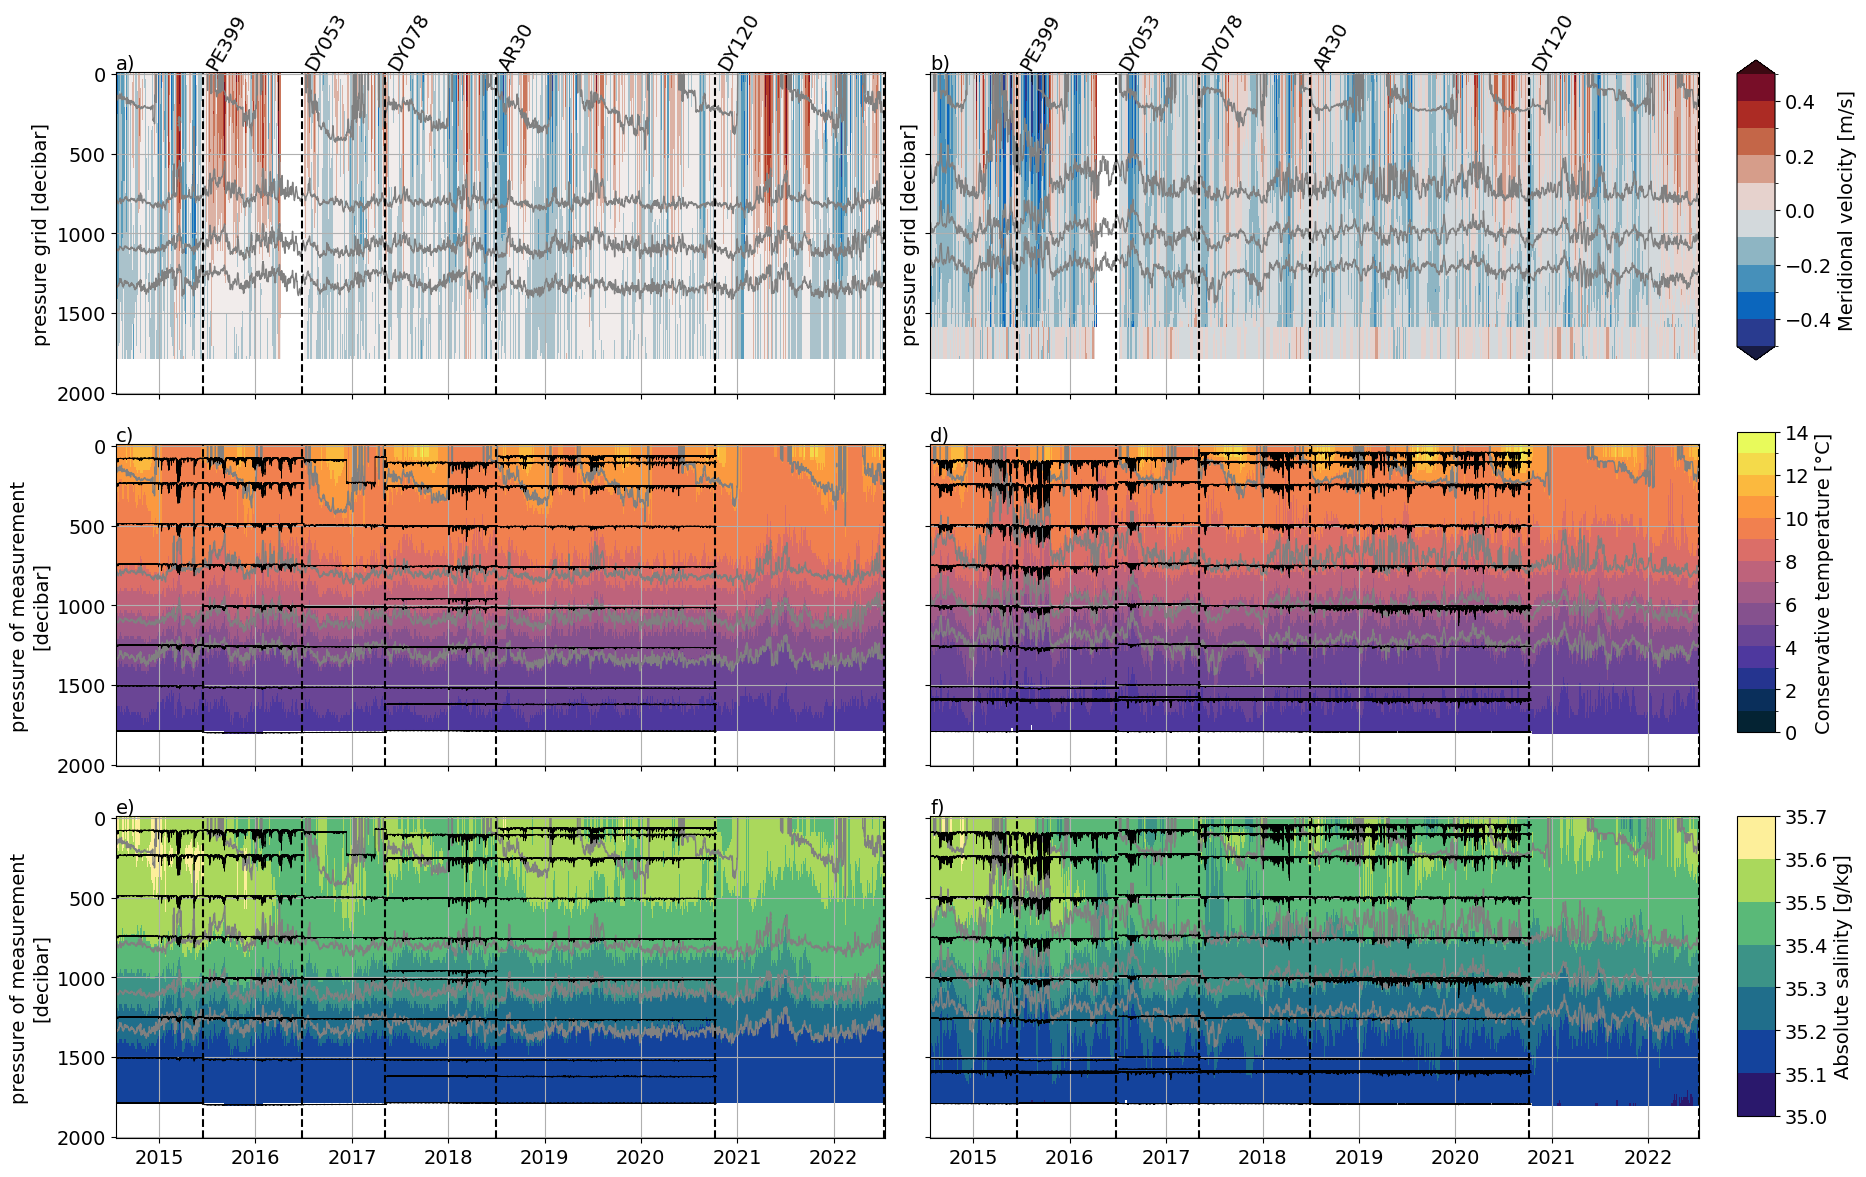 PE399 DY053 DY078 AR30 DY120 PE399 DY053 DY078 AR30 DY120
a) b)
0
500
1000
1500
2000
pressure grid [decibar]
pressure grid [decibar]
0.4
0.2
0.0
−0.2
−0.4
Meridional velocity [m/s]
c) d)
0
500
1000
1500
2000
pressure of measurement
[decibar]
14
12
10
8
6
4
2
0
Conservative temperature [°C]
e) f)
0
500
1000
1500
2000
pressure of measurement
[decibar]
35.7
35.6
35.5
35.4
35.3
35.2
35.1
35.0
Absolute salinity [g/kg]
2015 2016 2017 2018 2019 2020 2021 2022 2015 2016 2017 2018 2019 2020 2021 2022